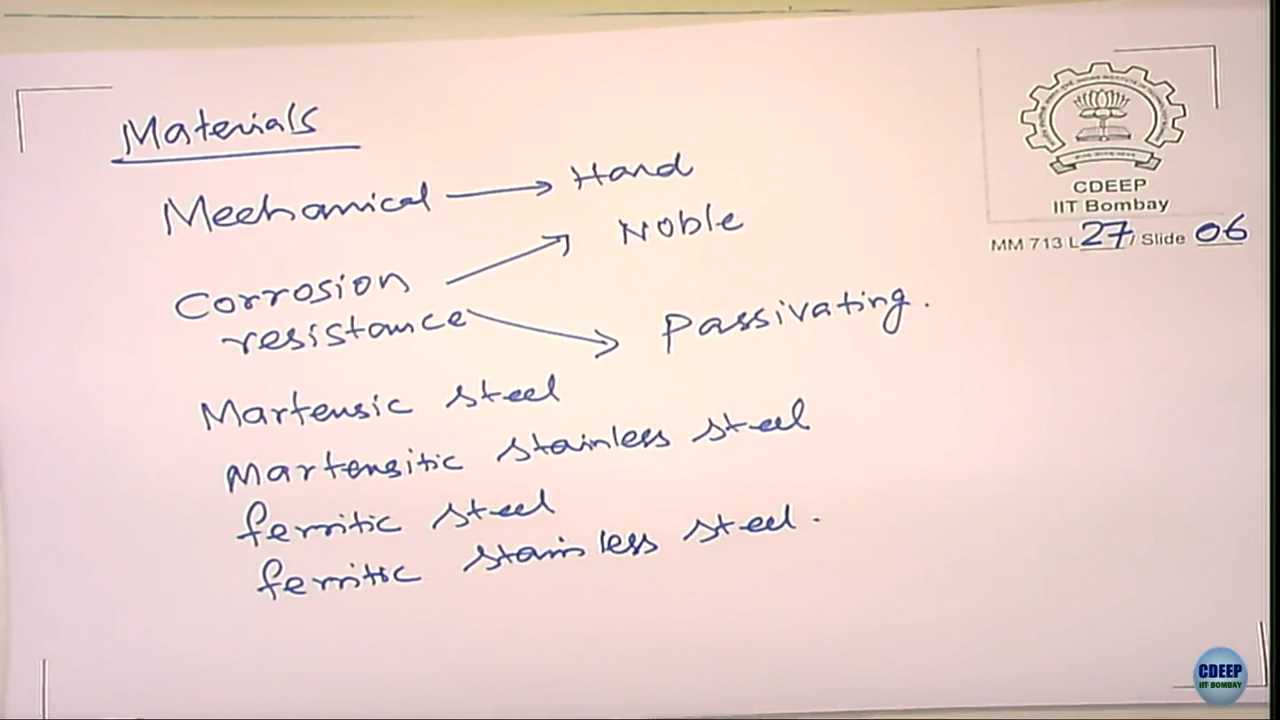 Materials
Mechanical → Hard
Corrosion resistance → Noble
→ Passivating.
Martensic steel
Martensitic stainless steel
ferritic steel
ferritic stainless steel.
CDEEP
IIT Bombay
MM 713 L 27 / Slide 06
CDEEP
IIT BOMBAY